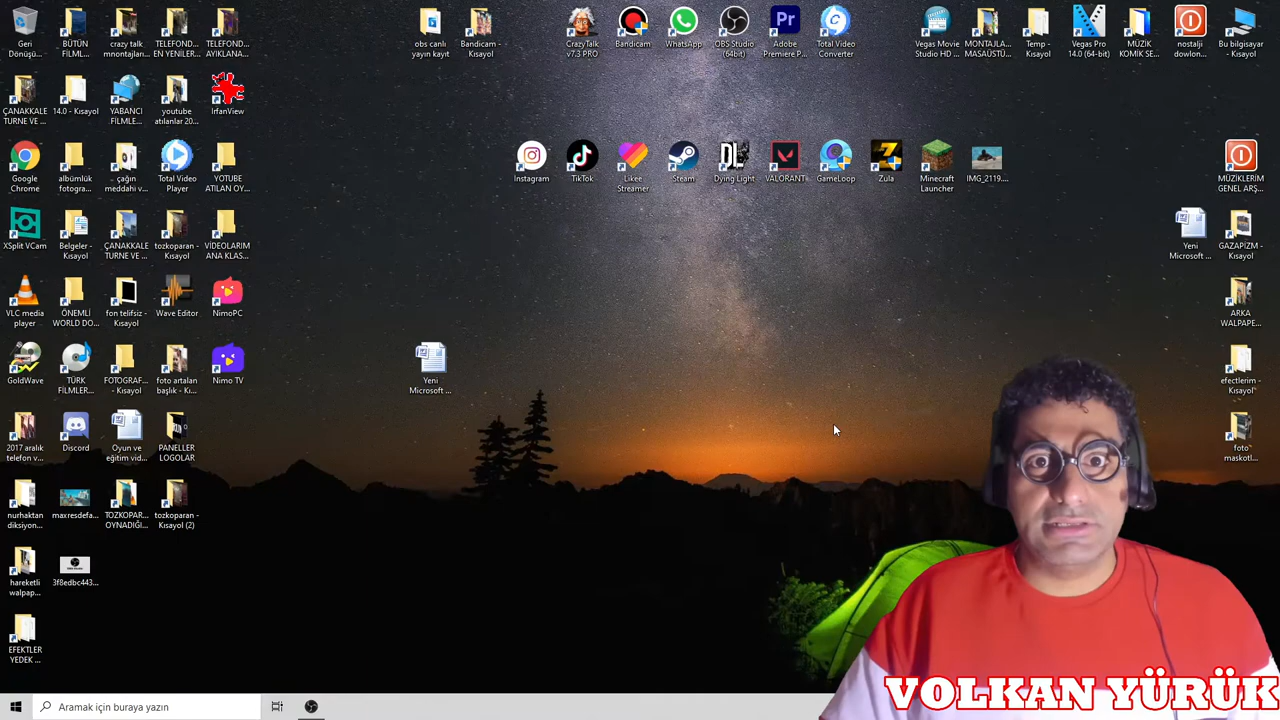 Geri
Dönüşü...
BÜTÜN
FİLML...
crazy talk
montajları...
TELEFOND...
EN YENİLER...
TELEFOND...
AYIKLANA...
obs canlı
yayın kayıt
Bandicam -
Kısayol
CrazyTalk
v7.3 PRO
Bandicam
WhatsApp
OBS Studio
(64bit)
Adobe
Premiere P...
Total Video
Converter
Vegas Movie
Studio HD ...
MONTAJLA...
MASAÜSTÜ...
Temp -
Kısayol
Vegas Pro
14.0 (64-bit)
MÜZİK
KOMİK SE...
nostalji
dowlon...
Bu bilgisayar
- Kısayol
ÇANAKKALE
TURNE VE ...
14.0 - Kısayol
YABANCI
FİLMLE...
youtube
atılanlar 20...
IrfanView
Google
Chrome
albümlük
fotogra...
çağın
meddahi v...
Total Video
Player
YOTUBE
ATILAN OY...
Instagram
TikTok
Likee
Streamer
Steam
Dying Light
VALORANT
GameLoop
Zula
Minecraft
Launcher
IMG_2119....
MÜZİKLERİM
GENEL ARŞ...
XSplit VCam
Belgeler -
Kısayol
ÇANAKKALE
TURNE VE ...
tozkoparan -
Kısayol
VİDEOLARIM
ANA KLAS...
Yeni
Microsoft ...
GAZAPİZM -
Kısayol
VLC media
player
ÖNEMLİ
WORLD DO...
fon telifsiz -
Kısayol
Wave Editor
NimoPC
ARKA
WALPAPE...
GoldWave
TÜRK
FİLMLER...
FOTOGRAF...
- Kısayol
foto artalan
başlık - Kı...
Nimo TV
Yeni
Microsoft ...
efectlerim -
Kısayol
2017 aralık
telefon v...
Discord
Oyun ve
eğitim vid...
PANELLER
LOGOLAR
foto
maskotl...
nurhaktan
diksiyon...
maxresdefa...
TOZKOPAR...
OYNADIĞI...
tozkoparan -
Kısayol (2)
hareketli
walpap...
3f8edbc443...
EFEKTLER
YEDEK ...
VOLKAN YÜRÜK
Aramak için buraya yazın